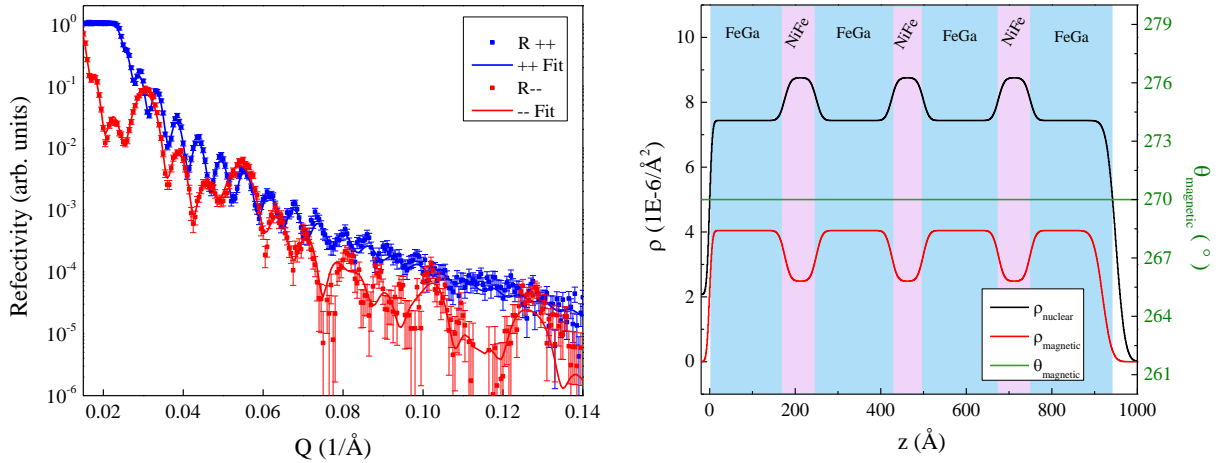 10⁰
10⁻¹
10⁻²
10⁻³
10⁻⁴
10⁻⁵
10⁻⁶
Refectivity (arb. units)
0.02 0.04 0.06 0.08 0.10 0.12 0.14
Q (1/Å)
R ++
++ Fit
R--
-- Fit
FeGa NiFe FeGa NiFe FeGa NiFe FeGa
10
8
6
4
2
0
ρ (1E-6/Å²)
0 200 400 600 800 1000
z (Å)
279
276
273
270
267
264
261
θmagnetic (°)
ρnuclear
ρmagnetic
θmagnetic